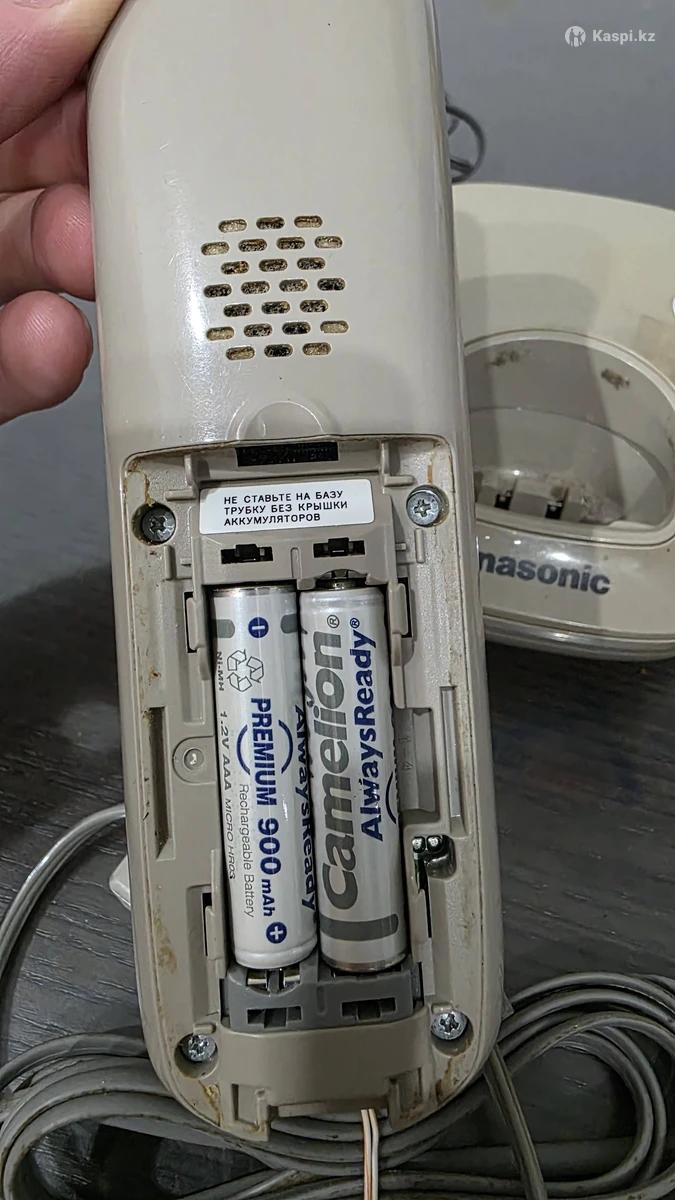 Kaspi.kz
НЕ СТАВЬТЕ НА БАЗУ
ТРУБКУ БЕЗ КРЫШКИ
АККУМУЛЯТОРОВ
nasonic
NI-MH
PREMIUM 900 mAh
Rechargeable Battery
1.2V AAA MICRO HR03
AlwaysReady
Camelion®
AlwaysReady®